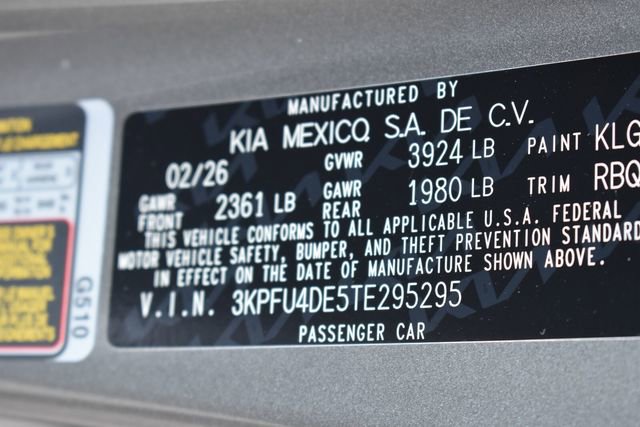 MANUFACTURED BY
KIA MEXICO, S.A. DE C.V.
02/26 GVWR 3924 LB PAINT KLG
GAWR FRONT 2361 LB GAWR REAR 1980 LB TRIM RBQ
THIS VEHICLE CONFORMS TO ALL APPLICABLE U.S.A. FEDERAL
MOTOR VEHICLE SAFETY, BUMPER, AND THEFT PREVENTION STANDARD
IN EFFECT ON THE DATE OF MANUFACTURE SHOWN ABOVE.
V.I.N. 3KPFU4DE5TE295295
PASSENGER CAR
G510